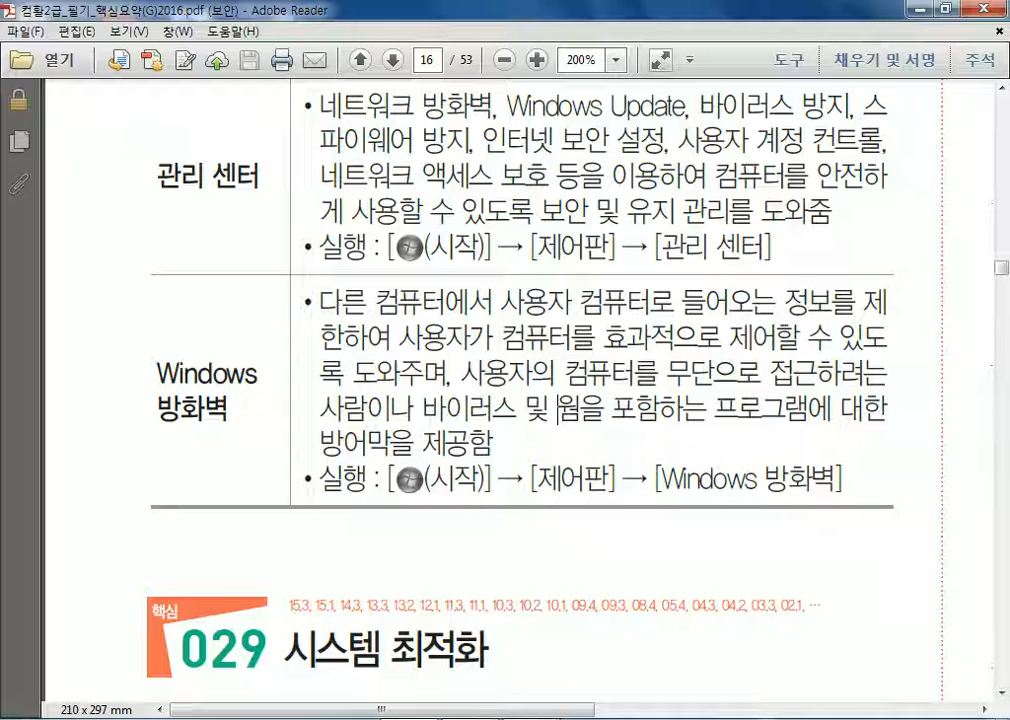 컴활2급_필기_핵심요약(G)2016.pdf (보안) - Adobe Reader
파일(F) 편집(E) 보기(V) 창(W) 도움말(H)
열기 16 / 53 200% 도구 채우기 및 서명 주석
• 네트워크 방화벽, Windows Update, 바이러스 방지, 스
파이웨어 방지, 인터넷 보안 설정, 사용자 계정 컨트롤,
관리 센터
네트워크 액세스 보호 등을 이용하여 컴퓨터를 안전하
게 사용할 수 있도록 보안 및 유지 관리를 도와줌
• 실행 : [(시작)] → [제어판] → [관리 센터]
• 다른 컴퓨터에서 사용자 컴퓨터로 들어오는 정보를 제
한하여 사용자가 컴퓨터를 효과적으로 제어할 수 있도
Windows
방화벽
록 도와주며, 사용자의 컴퓨터를 무단으로 접근하려는
사람이나 바이러스 및 웜을 포함하는 프로그램에 대한
방어막을 제공함
• 실행 : [(시작)] → [제어판] → [Windows 방화벽]
핵심
029
15.3, 15.1, 14.3, 13.3, 13.2, 12.1, 11.3, 11.1, 10.3, 10.2, 10.1, 09.4, 09.3, 08.4, 05.4, 04.3, 04.2, 03.3, 02.1, …
시스템 최적화
210 x 297 mm